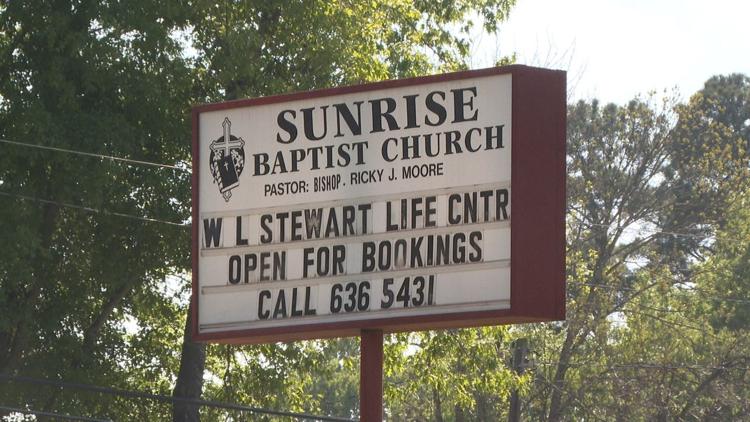 SUNRISE
BAPTIST CHURCH
PASTOR: BISHOP. RICKY J. MOORE
W L STEWART LIFE CNTR
OPEN FOR BOOKINGS
CALL 636 5431